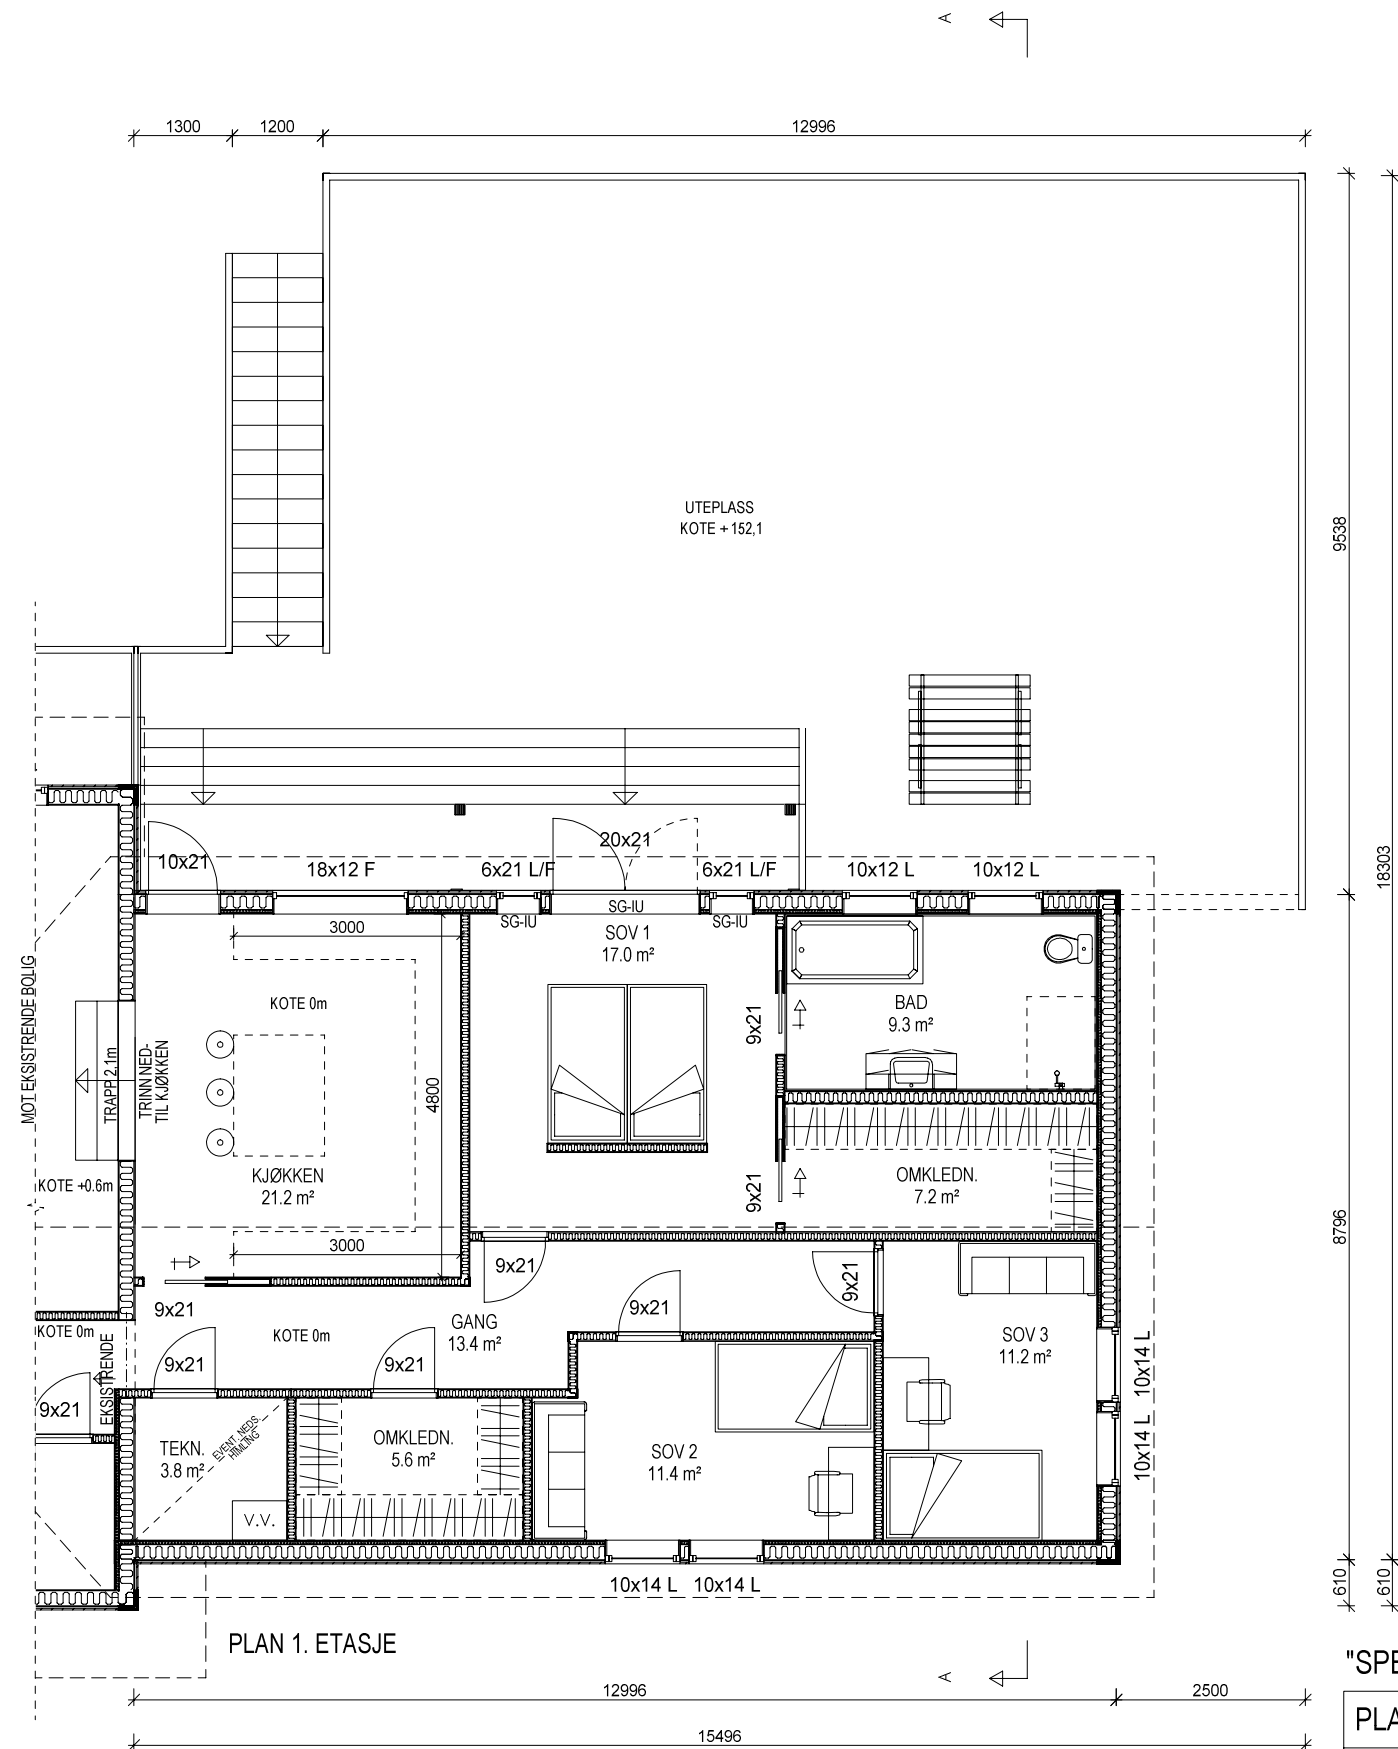 A
1300
1200
12996
UTEPLASS
KOTE + 152,1
9538
18303
10x21
18x12 F
6x21 L/F
20x21
6x21 L/F
10x12 L
10x12 L
SG-IU
SG-IU
SG-IU
3000
SOV 1
17.0 m²
MOT EKSISTRENDE BOLIG
KOTE 0m
BAD
9.3 m²
9x21
TRAPP 2,1m
TRINN NED-
TIL KJØKKEN
4800
KJØKKEN
21.2 m²
KOTE +0.6m
9x21
OMKLEDN.
7.2 m²
8796
3000
9x21
9x21
9x21
9x21
GANG
13.4 m²
KOTE 0m
KOTE 0m
SOV 3
11.2 m²
10x14 L
10x14 L
EKSISTRENDE
9x21
9x21
9x21
TEKN.
3.8 m²
EVENT. NEDS.
HIMLING
V.V.
OMKLEDN.
5.6 m²
SOV 2
11.4 m²
10x14 L
10x14 L
610
610
PLAN 1. ETASJE
A
"SPE
12996
2500
PLA
15496